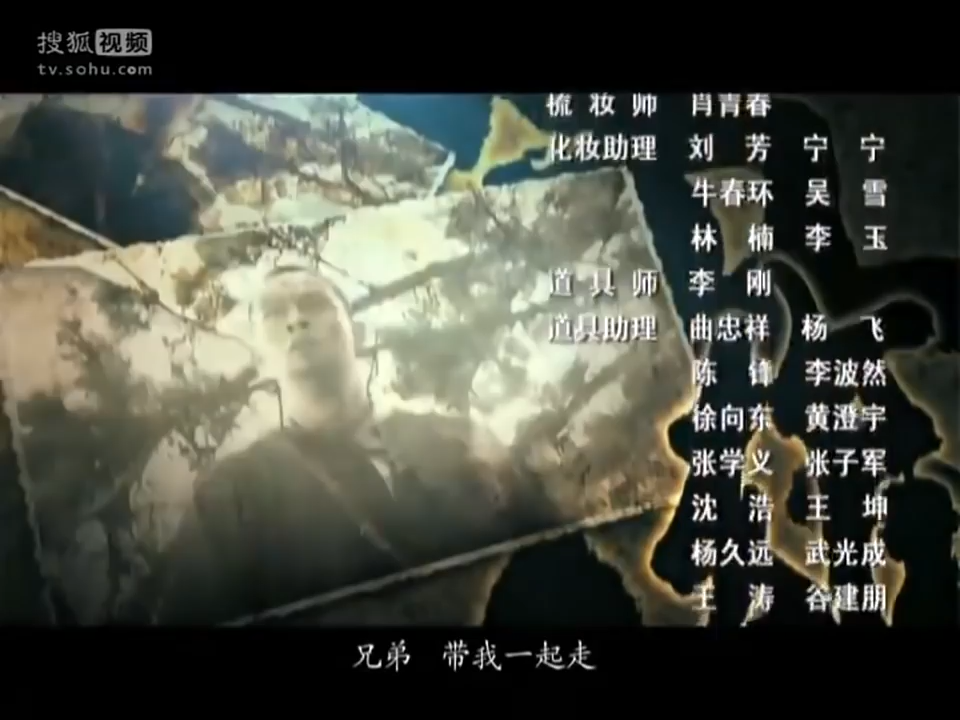 搜狐视频
tv.sohu.com
梳妆师 肖青春
化妆助理 刘芳 宁宁
牛春环 吴雪
林楠 李玉
道具师 李刚
道具助理 曲忠祥 杨飞
陈锋 李波然
徐向东 黄澄宇
张学义 张子军
沈浩 王坤
杨久远 武光成
王涛 谷建朋
兄弟 带我一起走